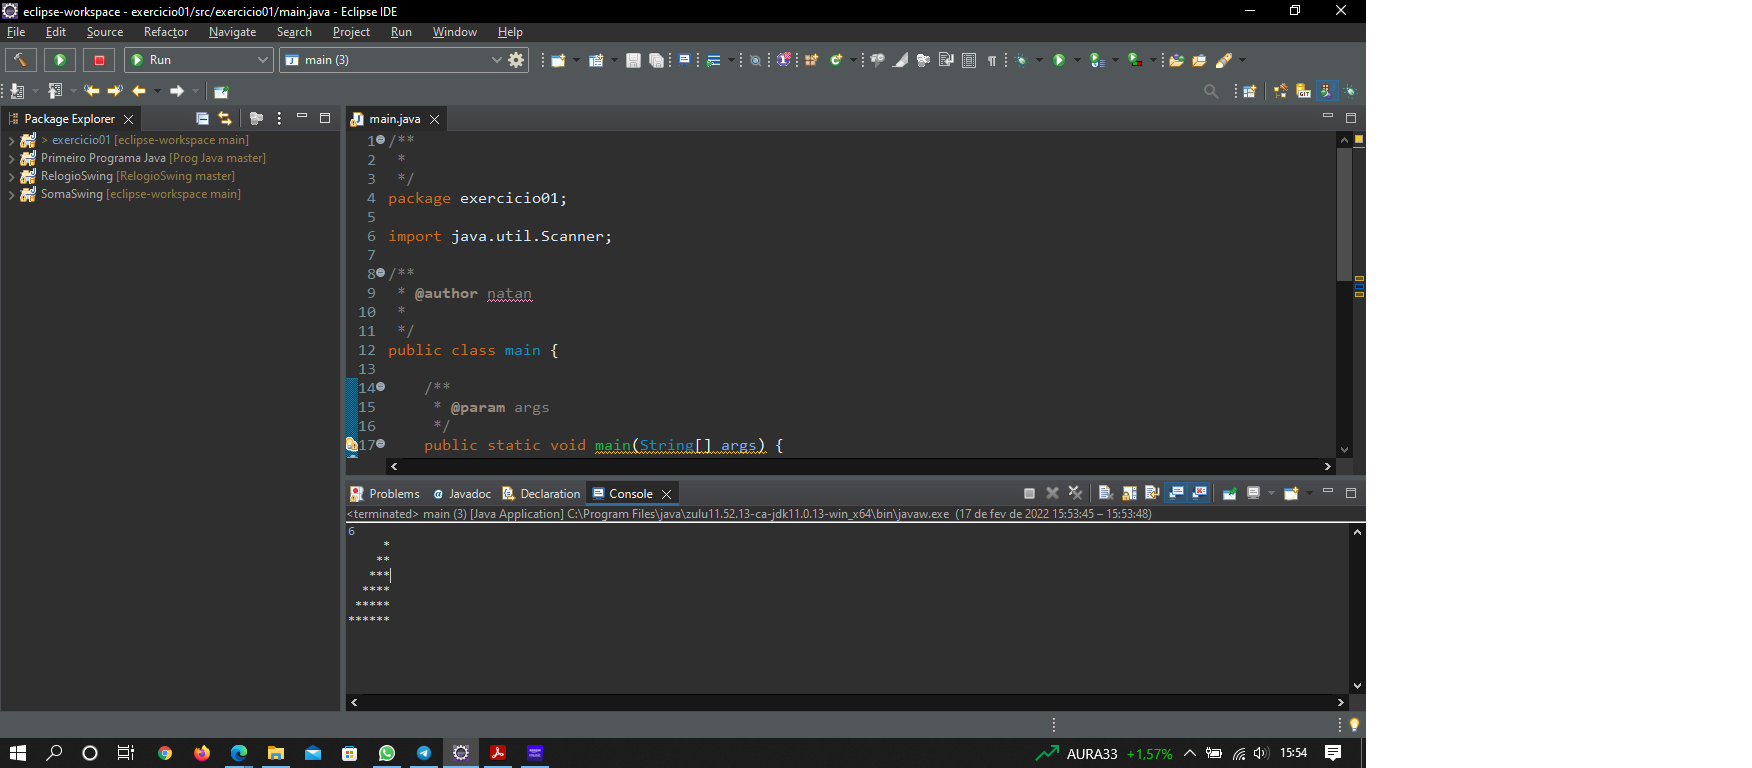 eclipse-workspace - exercicio01/src/exercicio01/main.java - Eclipse IDE
File Edit Source Refactor Navigate Search Project Run Window Help
Run main (3)
Package Explorer
> exercicio01 [eclipse-workspace main]
Primeiro Programa Java [Prog Java master]
RelogioSwing [RelogioSwing master]
SomaSwing [eclipse-workspace main]
main.java
1 /**
2 *
3 */
4 package exercicio01;
5
6 import java.util.Scanner;
7
8 /**
9 * @author natan
10 *
11 */
12 public class main {
13
14 /**
15 * @param args
16 */
17 public static void main(String[] args) {
Problems @ Javadoc Declaration Console
<terminated> main (3) [Java Application] C:\Program Files\java\zulu11.52.13-ca-jdk11.0.13-win_x64\bin\javaw.exe (17 de fev de 2022 15:53:45 – 15:53:48)
6
*
**
***
****
*****
******
AURA33 +1,57% 15:54